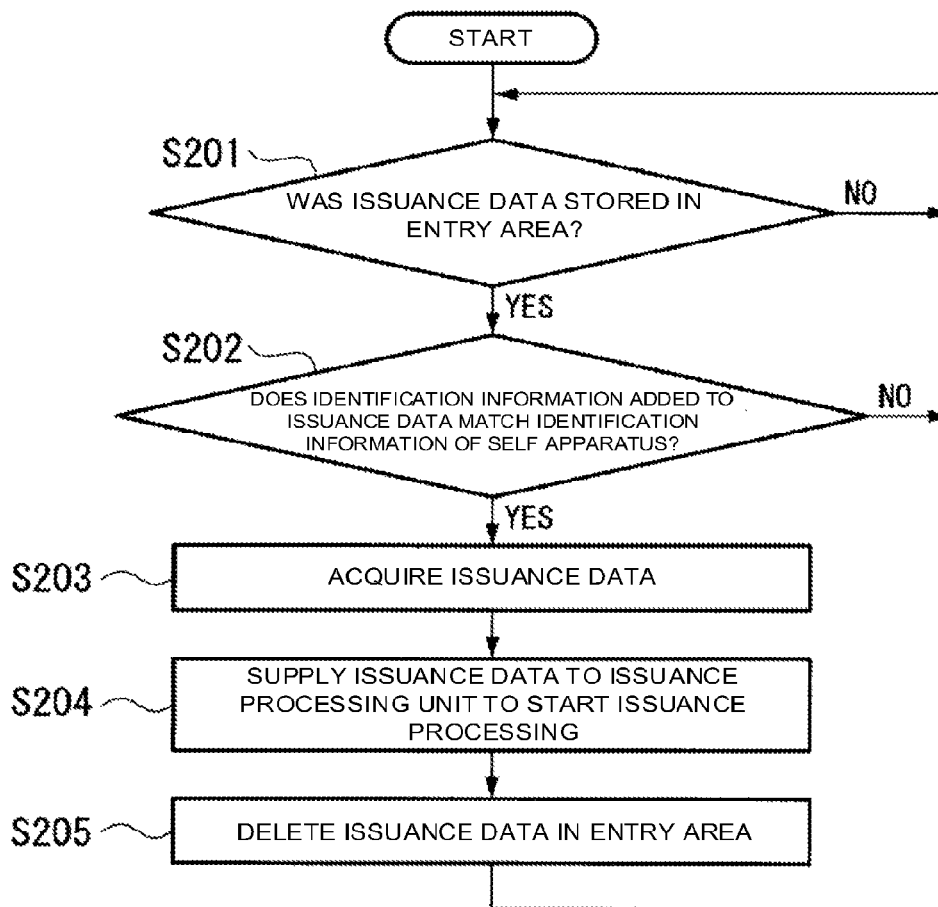 START
S201
WAS ISSUANCE DATA STORED IN
ENTRY AREA?
NO
YES
S202
DOES IDENTIFICATION INFORMATION ADDED TO
ISSUANCE DATA MATCH IDENTIFICATION
INFORMATION OF SELF APPARATUS?
NO
YES
S203
ACQUIRE ISSUANCE DATA
S204
SUPPLY ISSUANCE DATA TO ISSUANCE
PROCESSING UNIT TO START ISSUANCE
PROCESSING
S205
DELETE ISSUANCE DATA IN ENTRY AREA